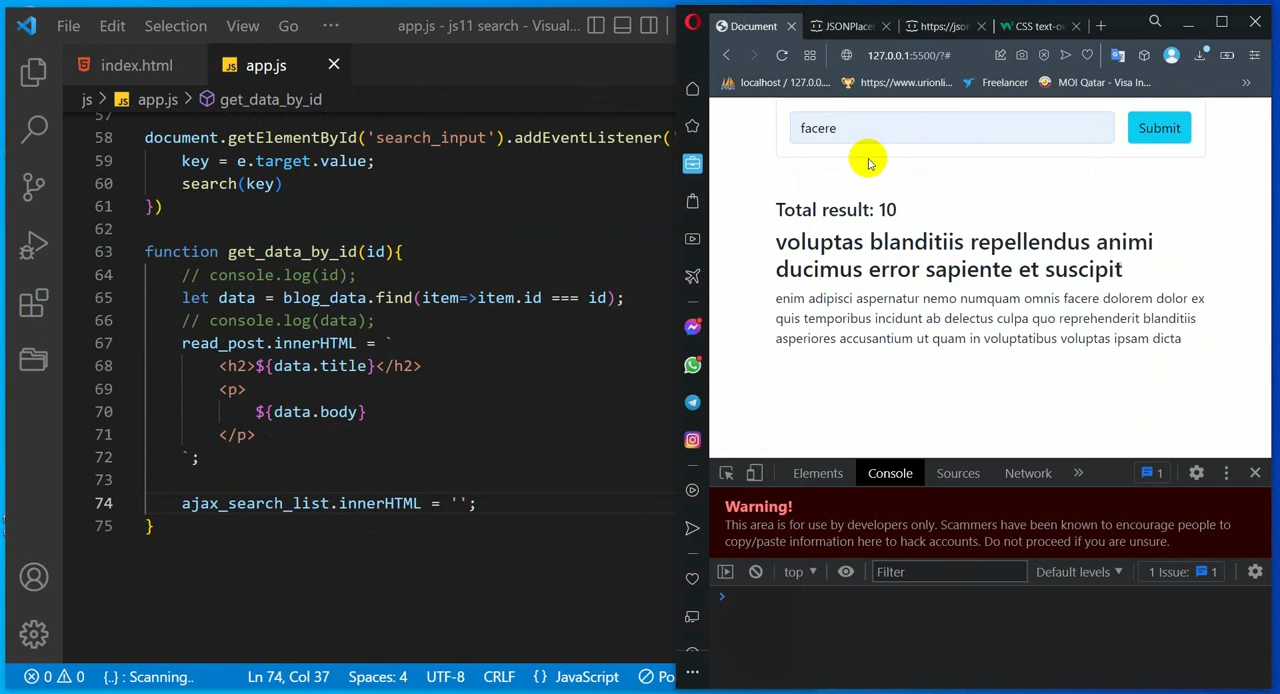 File Edit Selection View Go ··· app.js - js11 search - Visual...
index.html app.js
js > app.js > get_data_by_id
57
58 document.getElementById('search_input').addEventListener('
59 key = e.target.value;
60 search(key)
61 })
62
63 function get_data_by_id(id){
64 // console.log(id);
65 let data = blog_data.find(item=>item.id === id);
66 // console.log(data);
67 read_post.innerHTML = `
68 <h2>${data.title}</h2>
69 <p>
70 ${data.body}
71 </p>
72 `;
73
74 ajax_search_list.innerHTML = '';
75 }
0 0 {..} : Scanning.. Ln 74, Col 37 Spaces: 4 UTF-8 CRLF {} JavaScript Po
Document JSONPlace https://json CSS text-ov
127.0.0.1:5500/?#
localhost / 127.0.0... https://www.urionli... Freelancer MOI Qatar - Visa In...
facere Submit
Total result: 10
voluptas blanditiis repellendus animi
ducimus error sapiente et suscipit
enim adipisci aspernatur nemo numquam omnis facere dolorem dolor ex
quis temporibus incidunt ab delectus culpa quo reprehenderit blanditiis
asperiores accusantium ut quam in voluptatibus voluptas ipsam dicta
Elements Console Sources Network 1
Warning!
This area is for use by developers only. Scammers have been known to encourage people to
copy/paste information here to hack accounts. Do not proceed if you are unsure.
top Filter Default levels 1 Issue: 1